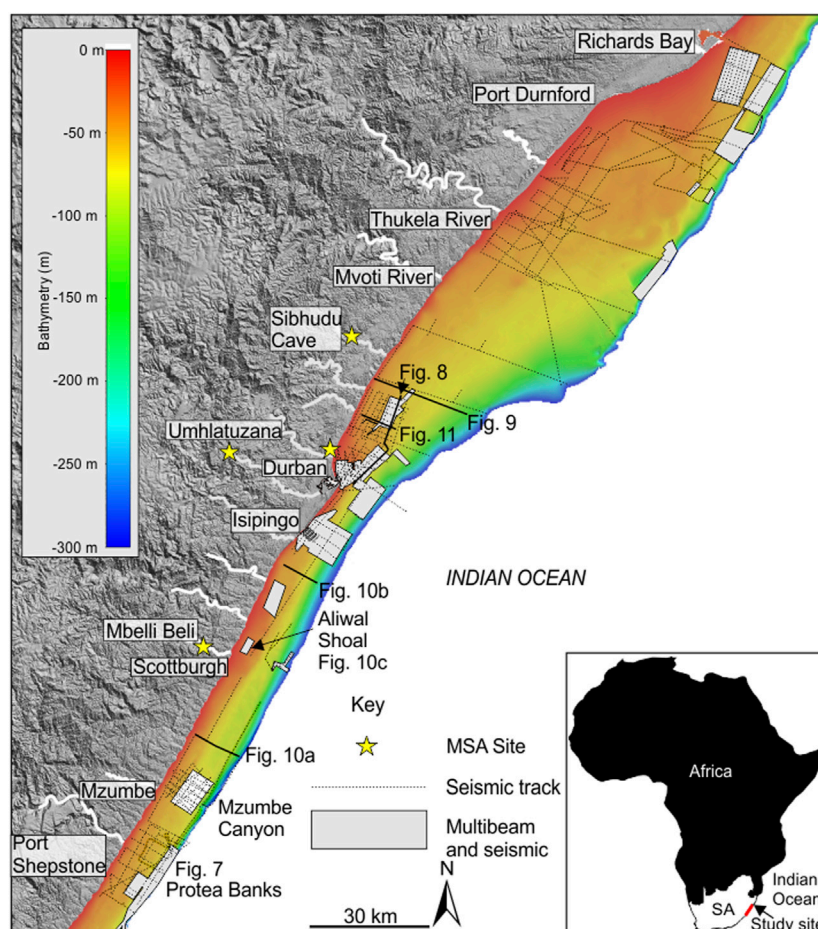 0 m
-50 m
-100 m
-150 m
-200 m
-250 m
-300 m
Bathymetry (m)
Richards Bay
Port Durnford
Thukela River
Mvoti River
Sibhudu
Cave
Fig. 8
Fig. 9
Fig. 11
Umhlatuzana
Durban
Isipingo
INDIAN OCEAN
Fig. 10b
Aliwal
Shoal
Fig. 10c
Mbelli Beli
Scottburgh
Fig. 10a
Mzumbe
Mzumbe
Canyon
Port
Shepstone
Fig. 7
Protea Banks
Key
MSA Site
Seismic track
Multibeam
and seismic
N
30 km
Africa
Indian
Ocean
SA
Study site